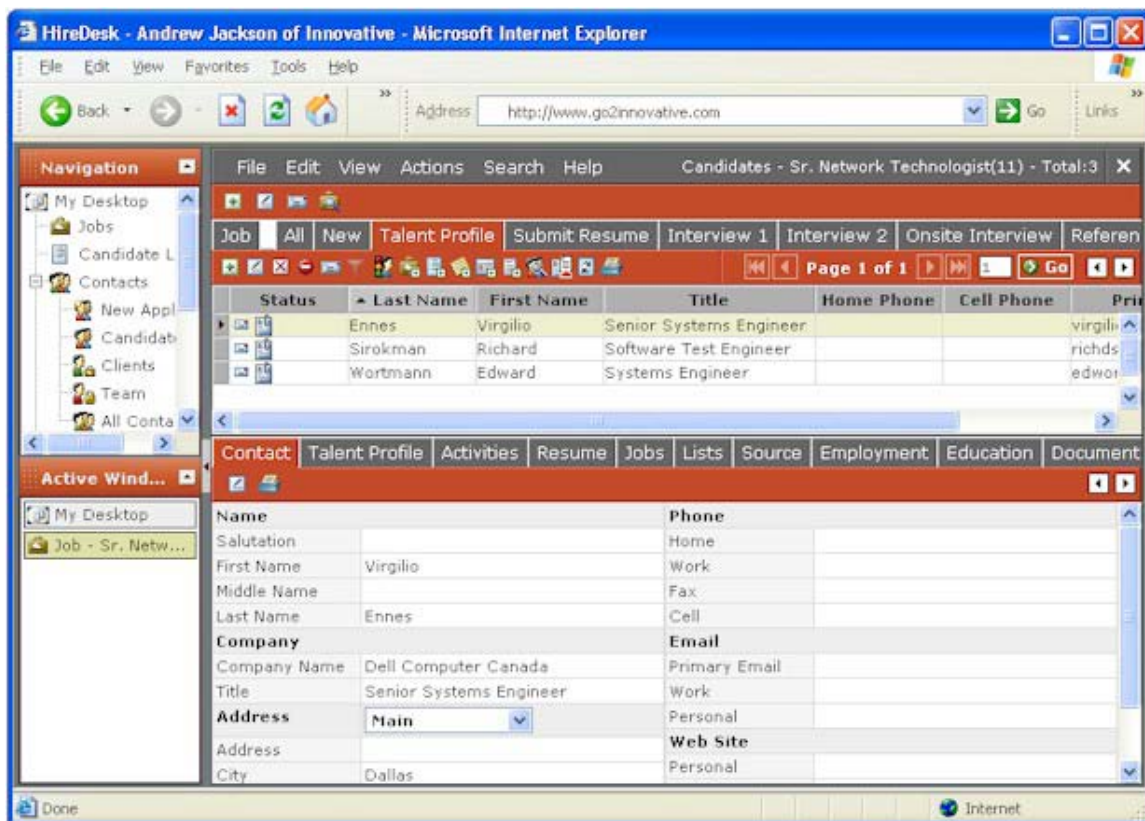 HireDesk - Andrew Jackson of Innovative - Microsoft Internet Explorer
File Edit View Favorites Tools Help
Back Address http://www.go2innovative.com Go Links
Navigation
My Desktop
Jobs
Candidate L
Contacts
New Appl
Candidat
Clients
Team
All Conta
Active Wind...
My Desktop
Job - Sr. Netw...
File Edit View Actions Search Help Candidates - Sr. Network Technologist(11) - Total:3
Job All New Talent Profile Submit Resume Interview 1 Interview 2 Onsite Interview Referen
Page 1 of 1 1 Go
Status Last Name First Name Title Home Phone Cell Phone Pri
Ennes Virgilio Senior Systems Engineer virgili
Sirokman Richard Software Test Engineer richds
Wortmann Edward Systems Engineer edwor
Contact Talent Profile Activities Resume Jobs Lists Source Employment Education Document
Name Phone
Salutation Home
First Name Virgilio Work
Middle Name Fax
Last Name Ennes Cell
Company Email
Company Name Dell Computer Canada Primary Email
Title Senior Systems Engineer Work
Address Main Personal
Web Site
Address Personal
City Dallas
Done Internet